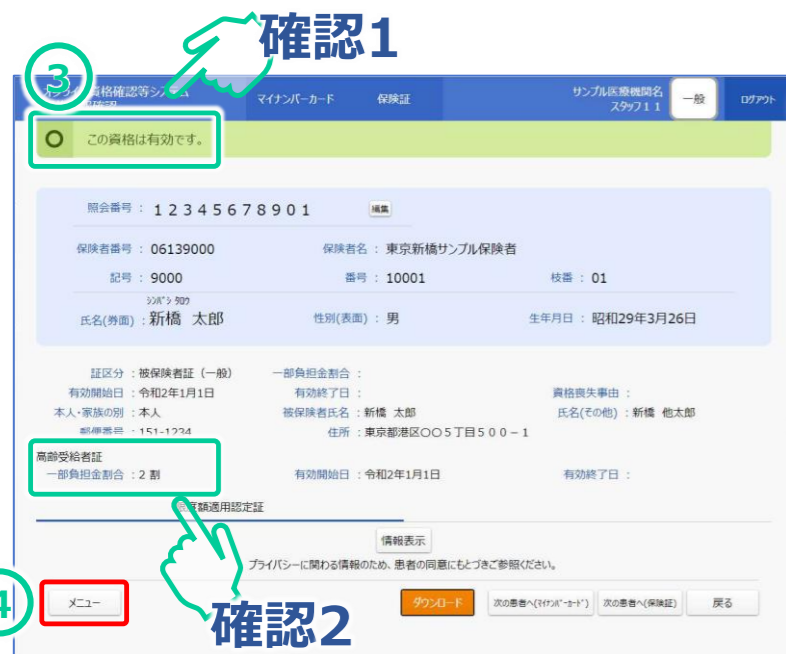 確認1
③
資格確認等システム
マイナンバーカード 保険証 サンプル医療機関名 一般 ログアウト
スタッフ11
この資格は有効です。
照会番号 : 12345678901 編集
保険者番号 : 06139000 保険者名 : 東京新橋サンプル保険者
記号 : 9000 番号 : 10001 枝番 : 01
シンバシ タロウ
氏名(券面) : 新橋 太郎 性別(表面) : 男 生年月日 : 昭和29年3月26日
証区分 : 被保険者証(一般) 一部負担金割合 :
有効開始日 : 令和2年1月1日 有効終了日 : 資格喪失事由 :
本人・家族の別 : 本人 被保険者氏名 : 新橋 太郎 氏名(その他) : 新橋 他太郎
郵便番号 : 151-1234 住所 : 東京都港区〇〇5丁目500-1
高齢受給者証
一部負担金割合 : 2割 有効開始日 : 令和2年1月1日 有効終了日 :
度額適用認定証
情報表示
プライバシーに関わる情報のため、患者の同意にもとづきご参照ください。
4
メニュー ダウンロード 次の患者へ(マイナンバーカード) 次の患者へ(保険証) 戻る
確認2